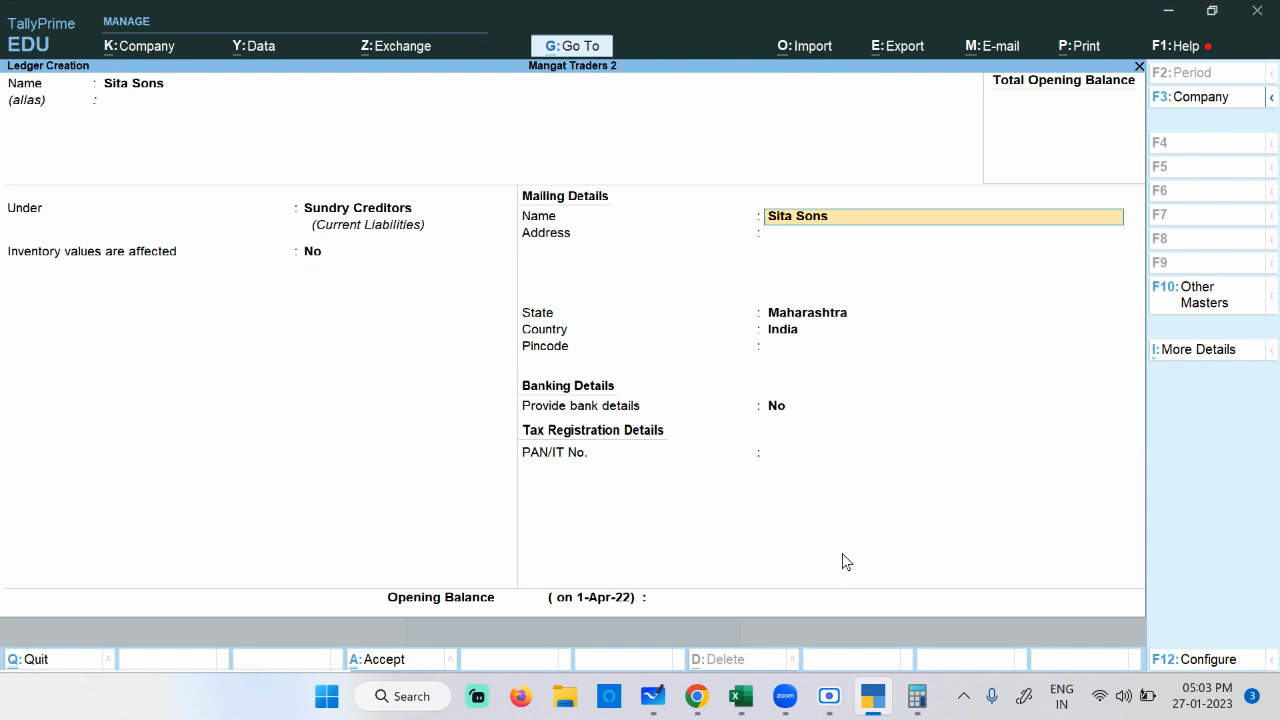 TallyPrime
EDU
MANAGE
K:Company
Y:Data
Z:Exchange
G:Go To
O:Import
E:Export
M:E-mail
P:Print
F1:Help
Ledger Creation
Mangat Traders 2
Name : Sita Sons
(alias) :
Total Opening Balance
Under : Sundry Creditors
(Current Liabilities)
Inventory values are affected : No
Mailing Details
Name : Sita Sons
Address :
State : Maharashtra
Country : India
Pincode :
Banking Details
Provide bank details : No
Tax Registration Details
PAN/IT No. :
Opening Balance ( on 1-Apr-22) :
F2:Period
F3:Company
F4
F5
F6
F7
F8
F9
F10:Other
Masters
I:More Details
Q:Quit
A:Accept
D:Delete
F12:Configure
Search
zoom
ENG
IN
05:03 PM
27-01-2023
3